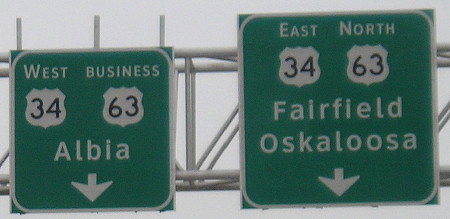 WEST BUSINESS
34 63
Albia
EAST NORTH
34 63
Fairfield
Oskaloosa